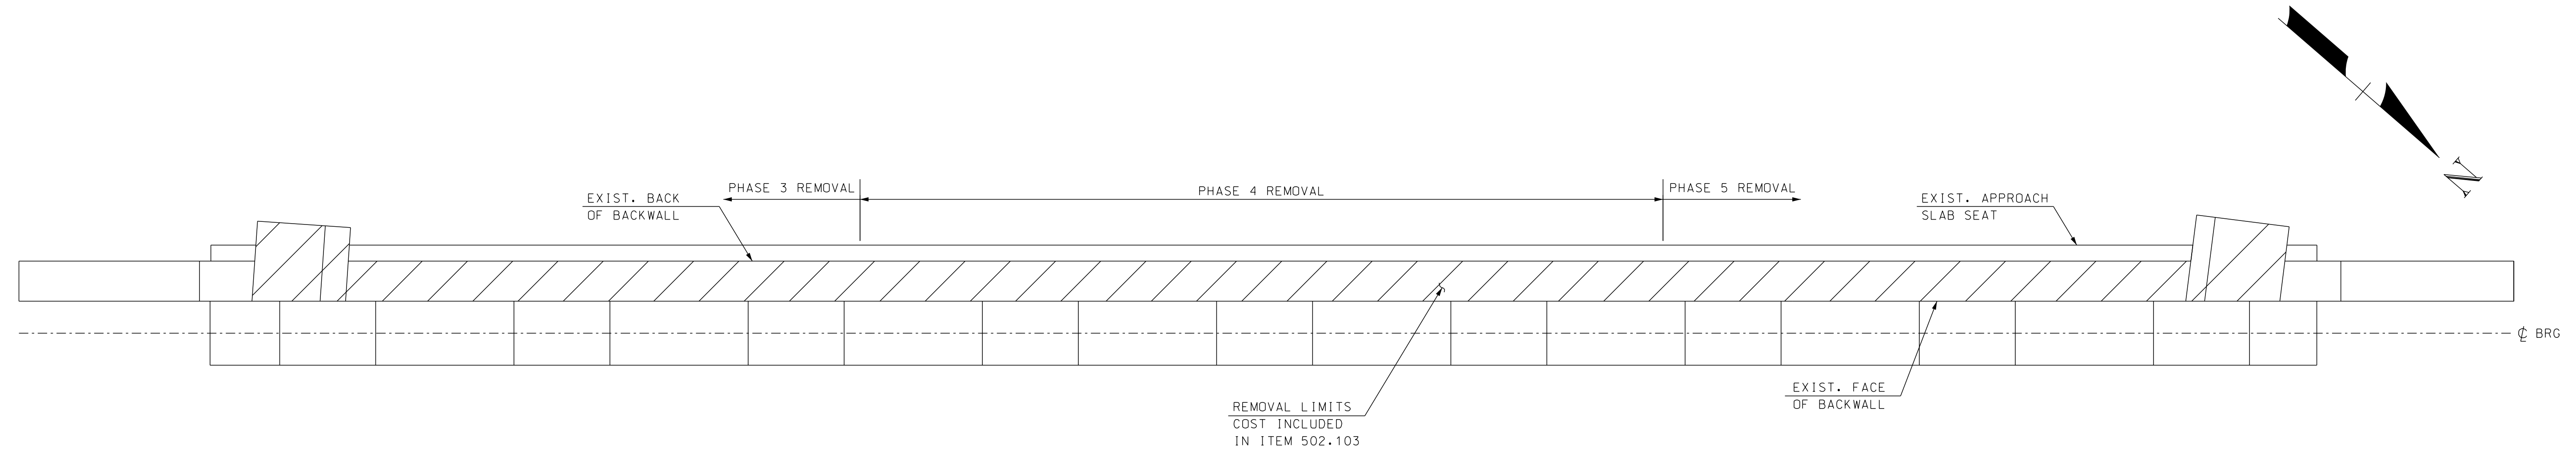 N
PHASE 3 REMOVAL
PHASE 4 REMOVAL
PHASE 5 REMOVAL
EXIST. BACK
OF BACKWALL
EXIST. APPROACH
SLAB SEAT
℄ BRG
EXIST. FACE
OF BACKWALL
REMOVAL LIMITS
COST INCLUDED
IN ITEM 502.103